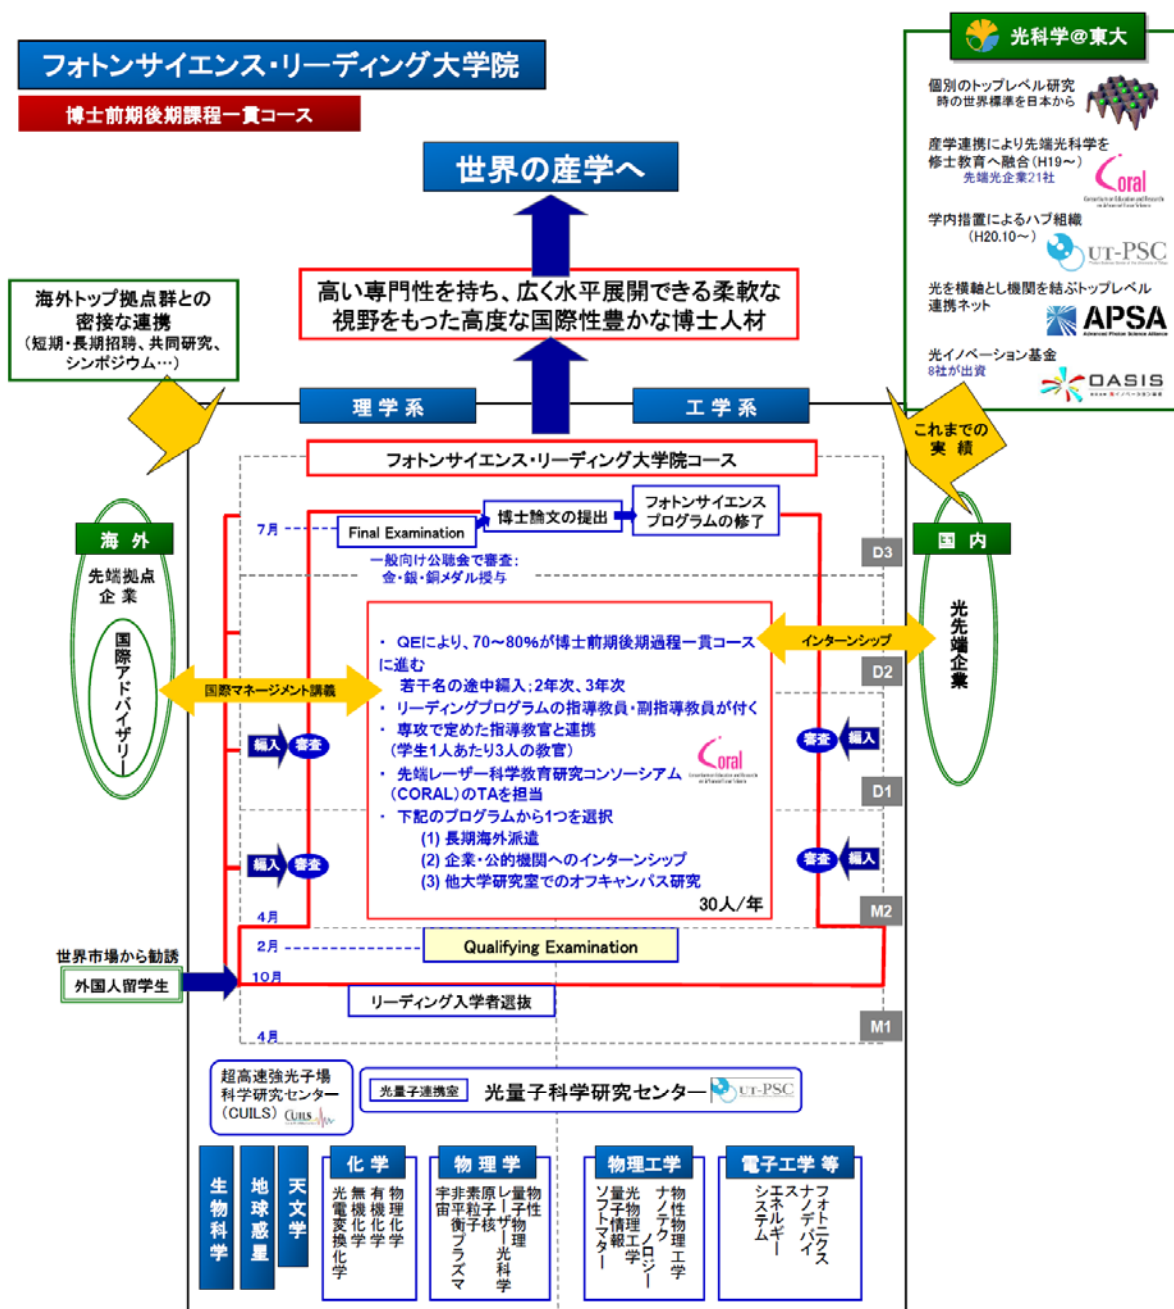 フォトンサイエンス・リーディング大学院
博士前期後期課程一貫コース
光科学@東大
個別のトップレベル研究
時の世界標準を日本から
産学連携により先端光科学を
修士教育へ融合(H19～)
先端光企業21社
Coral
学内措置によるハブ組織
(H20.10～)
UT-PSC
光を横軸とし機関を結ぶトップレベル
連携ネット
APSA
Advanced Photon Science Alliance
光イノベーション基金
8社が出資
OASIS
世界の産学へ
高い専門性を持ち、広く水平展開できる柔軟な
視野をもった高度な国際性豊かな博士人材
海外トップ拠点群との
密接な連携
(短期・長期招聘、共同研究、
シンポジウム…)
理学系
工学系
これまでの
実績
フォトンサイエンス・リーディング大学院コース
7月
Final Examination
博士論文の提出
フォトンサイエンス
プログラムの修了
一般向け公聴会で審査:
金・銀・銅メダル授与
D3
海外
先端拠点
企業
国際アドバイザリー
国内
光先端企業
国際マネージメント講義
インターンシップ
・ QEにより、70～80%が博士前期後期過程一貫コース
に進む
若干名の途中編入:2年次、3年次
・ リーディングプログラムの指導教員・副指導教員が付く
・ 専攻で定めた指導教官と連携
(学生1人あたり3人の教官)
・ 先端レーザー科学教育研究コンソーシアム
(CORAL)のTAを担当
・ 下記のプログラムから1つを選択
(1) 長期海外派遣
(2) 企業・公的機関へのインターンシップ
(3) 他大学研究室でのオフキャンパス研究
30人/年
Coral
D2
編入
審査
審査
編入
D1
編入
審査
審査
編入
M2
4月
2月
Qualifying Examination
世界市場から勧誘
外国人留学生
10月
リーディング入学者選抜
4月
M1
超高速強光子場
科学研究センター
(CUILS)
CUILS
光量子連携室
光量子科学研究センター
UT-PSC
生物科学
地球惑星
天文学
化学
物理化学
有機化学
無機化学
光電変換化学
物理学
物性
量子物理
レーザー光科学
原子核
素粒子
非平衡プラズマ
宇宙
物理工学
物性物理工学
ナノテクノロジー
光物理工学
量子情報
ソフトマター
電子工学 等
フォトニクス
ナノデバイス
エネルギー
システム